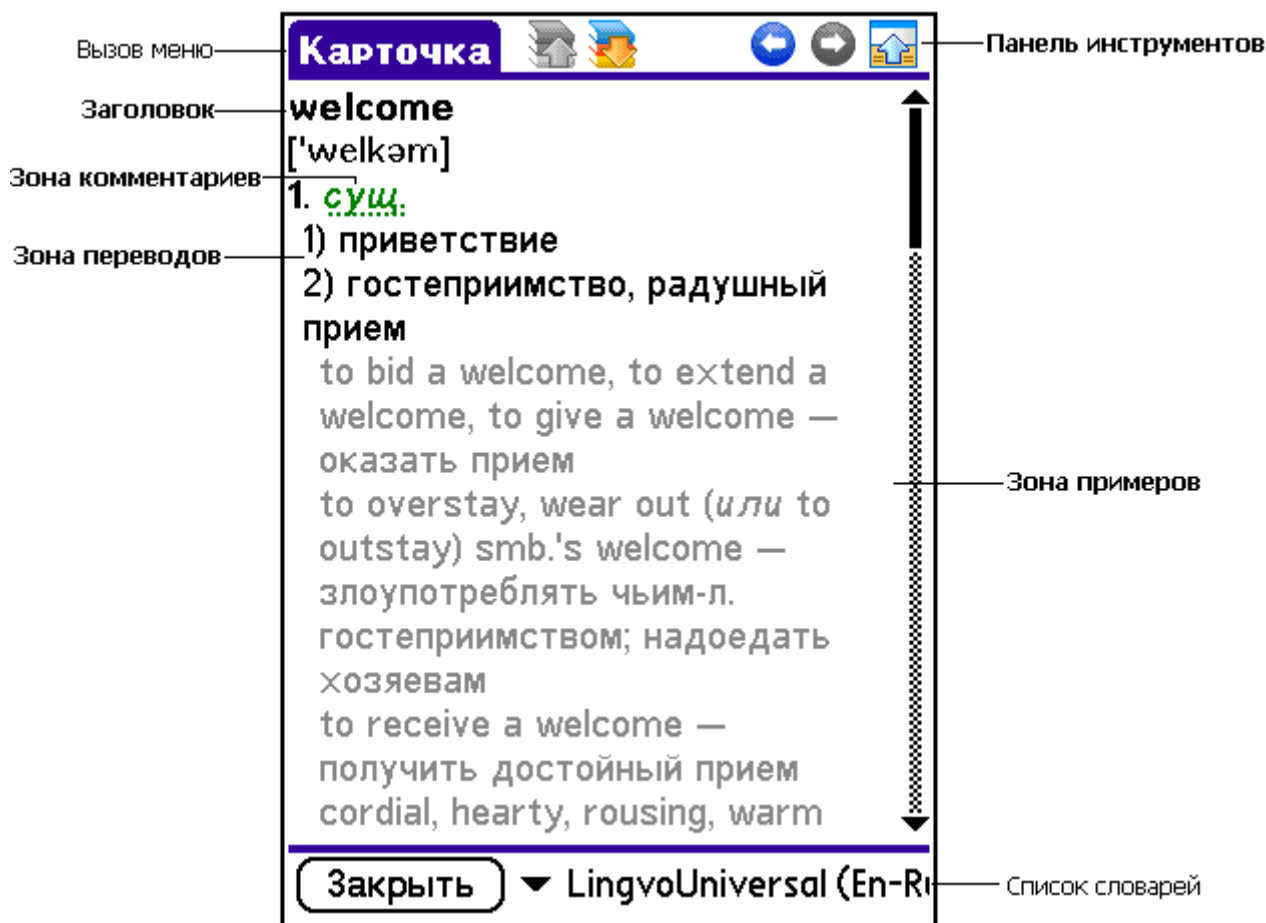 Вызов меню
Карточка
Панель инструментов
Заголовок
welcome
['welkəm]
Зона комментариев
1. сущ.
Зона переводов
1) приветствие
2) гостеприимство, радушный
прием
to bid a welcome, to extend a
welcome, to give a welcome —
оказать прием
Зона примеров
to overstay, wear out (или to
outstay) smb.'s welcome —
злоупотреблять чьим-л.
гостеприимством; надоедать
хозяевам
to receive a welcome —
получить достойный прием
cordial, hearty, rousing, warm
Закрыть
LingvoUniversal (En-Ru
Список словарей